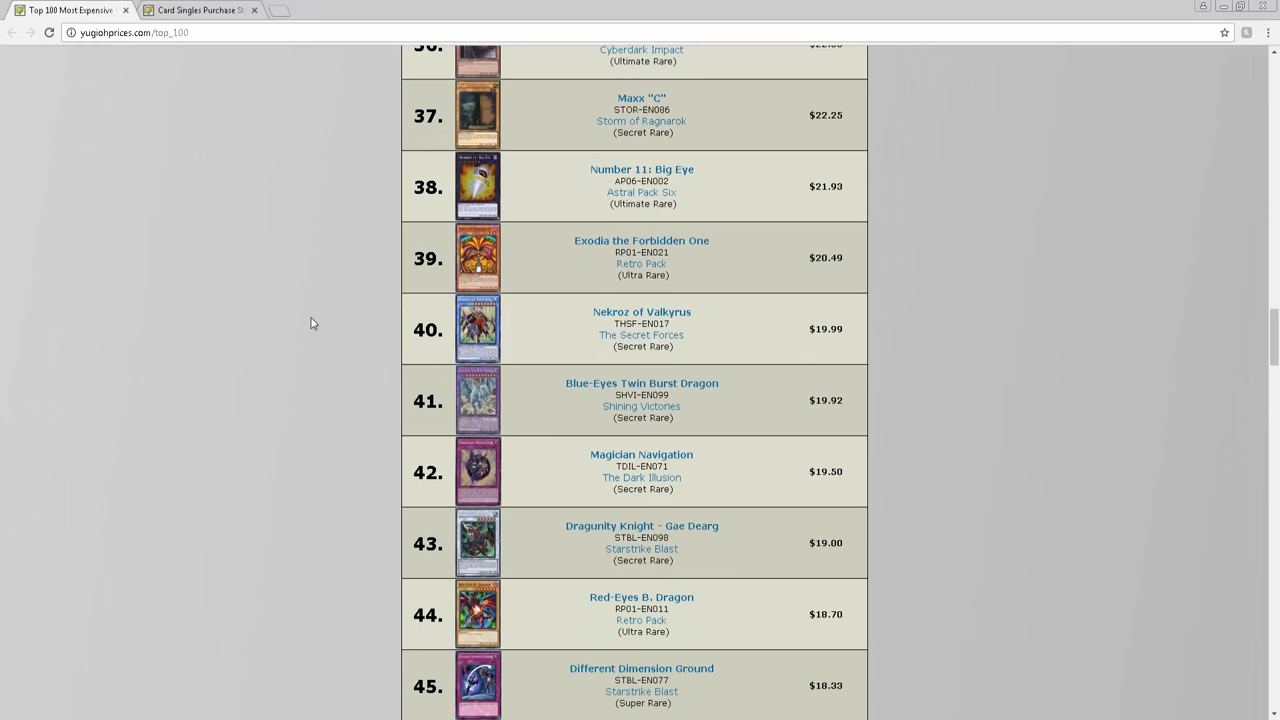 Top 100 Most Expensive
Card Singles Purchase St
yugiohprices.com/top_100
Cyberdark Impact
(Ultimate Rare)
37.
Maxx "C"
STOR-EN086
Storm of Ragnarok
(Secret Rare)
$22.25
38.
Number 11: Big Eye
AP06-EN002
Astral Pack Six
(Ultimate Rare)
$21.93
39.
Exodia the Forbidden One
RP01-EN021
Retro Pack
(Ultra Rare)
$20.49
40.
Nekroz of Valkyrus
THSF-EN017
The Secret Forces
(Secret Rare)
$19.99
41.
Blue-Eyes Twin Burst Dragon
SHVI-EN099
Shining Victories
(Secret Rare)
$19.92
42.
Magician Navigation
TDIL-EN071
The Dark Illusion
(Secret Rare)
$19.50
43.
Dragunity Knight - Gae Dearg
STBL-EN098
Starstrike Blast
(Secret Rare)
$19.00
44.
Red-Eyes B. Dragon
RP01-EN011
Retro Pack
(Ultra Rare)
$18.70
45.
Different Dimension Ground
STBL-EN077
Starstrike Blast
(Super Rare)
$18.33